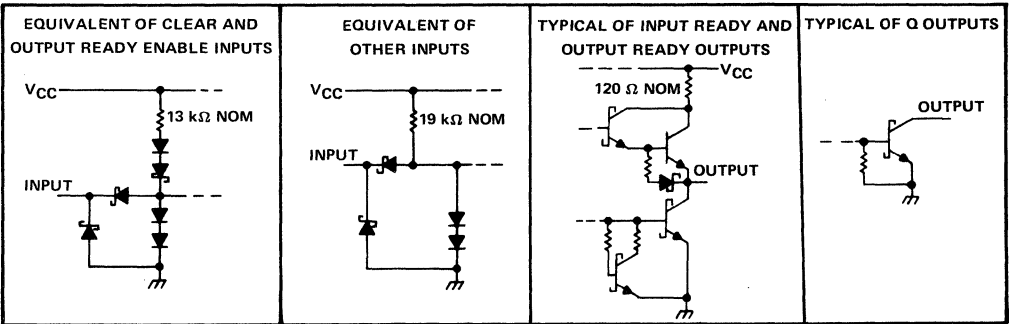 EQUIVALENT OF CLEAR AND
OUTPUT READY ENABLE INPUTS
VCC
13 kΩ NOM
INPUT
EQUIVALENT OF
OTHER INPUTS
VCC
19 kΩ NOM
INPUT
TYPICAL OF INPUT READY AND
OUTPUT READY OUTPUTS
VCC
120 Ω NOM
OUTPUT
TYPICAL OF Q OUTPUTS
OUTPUT